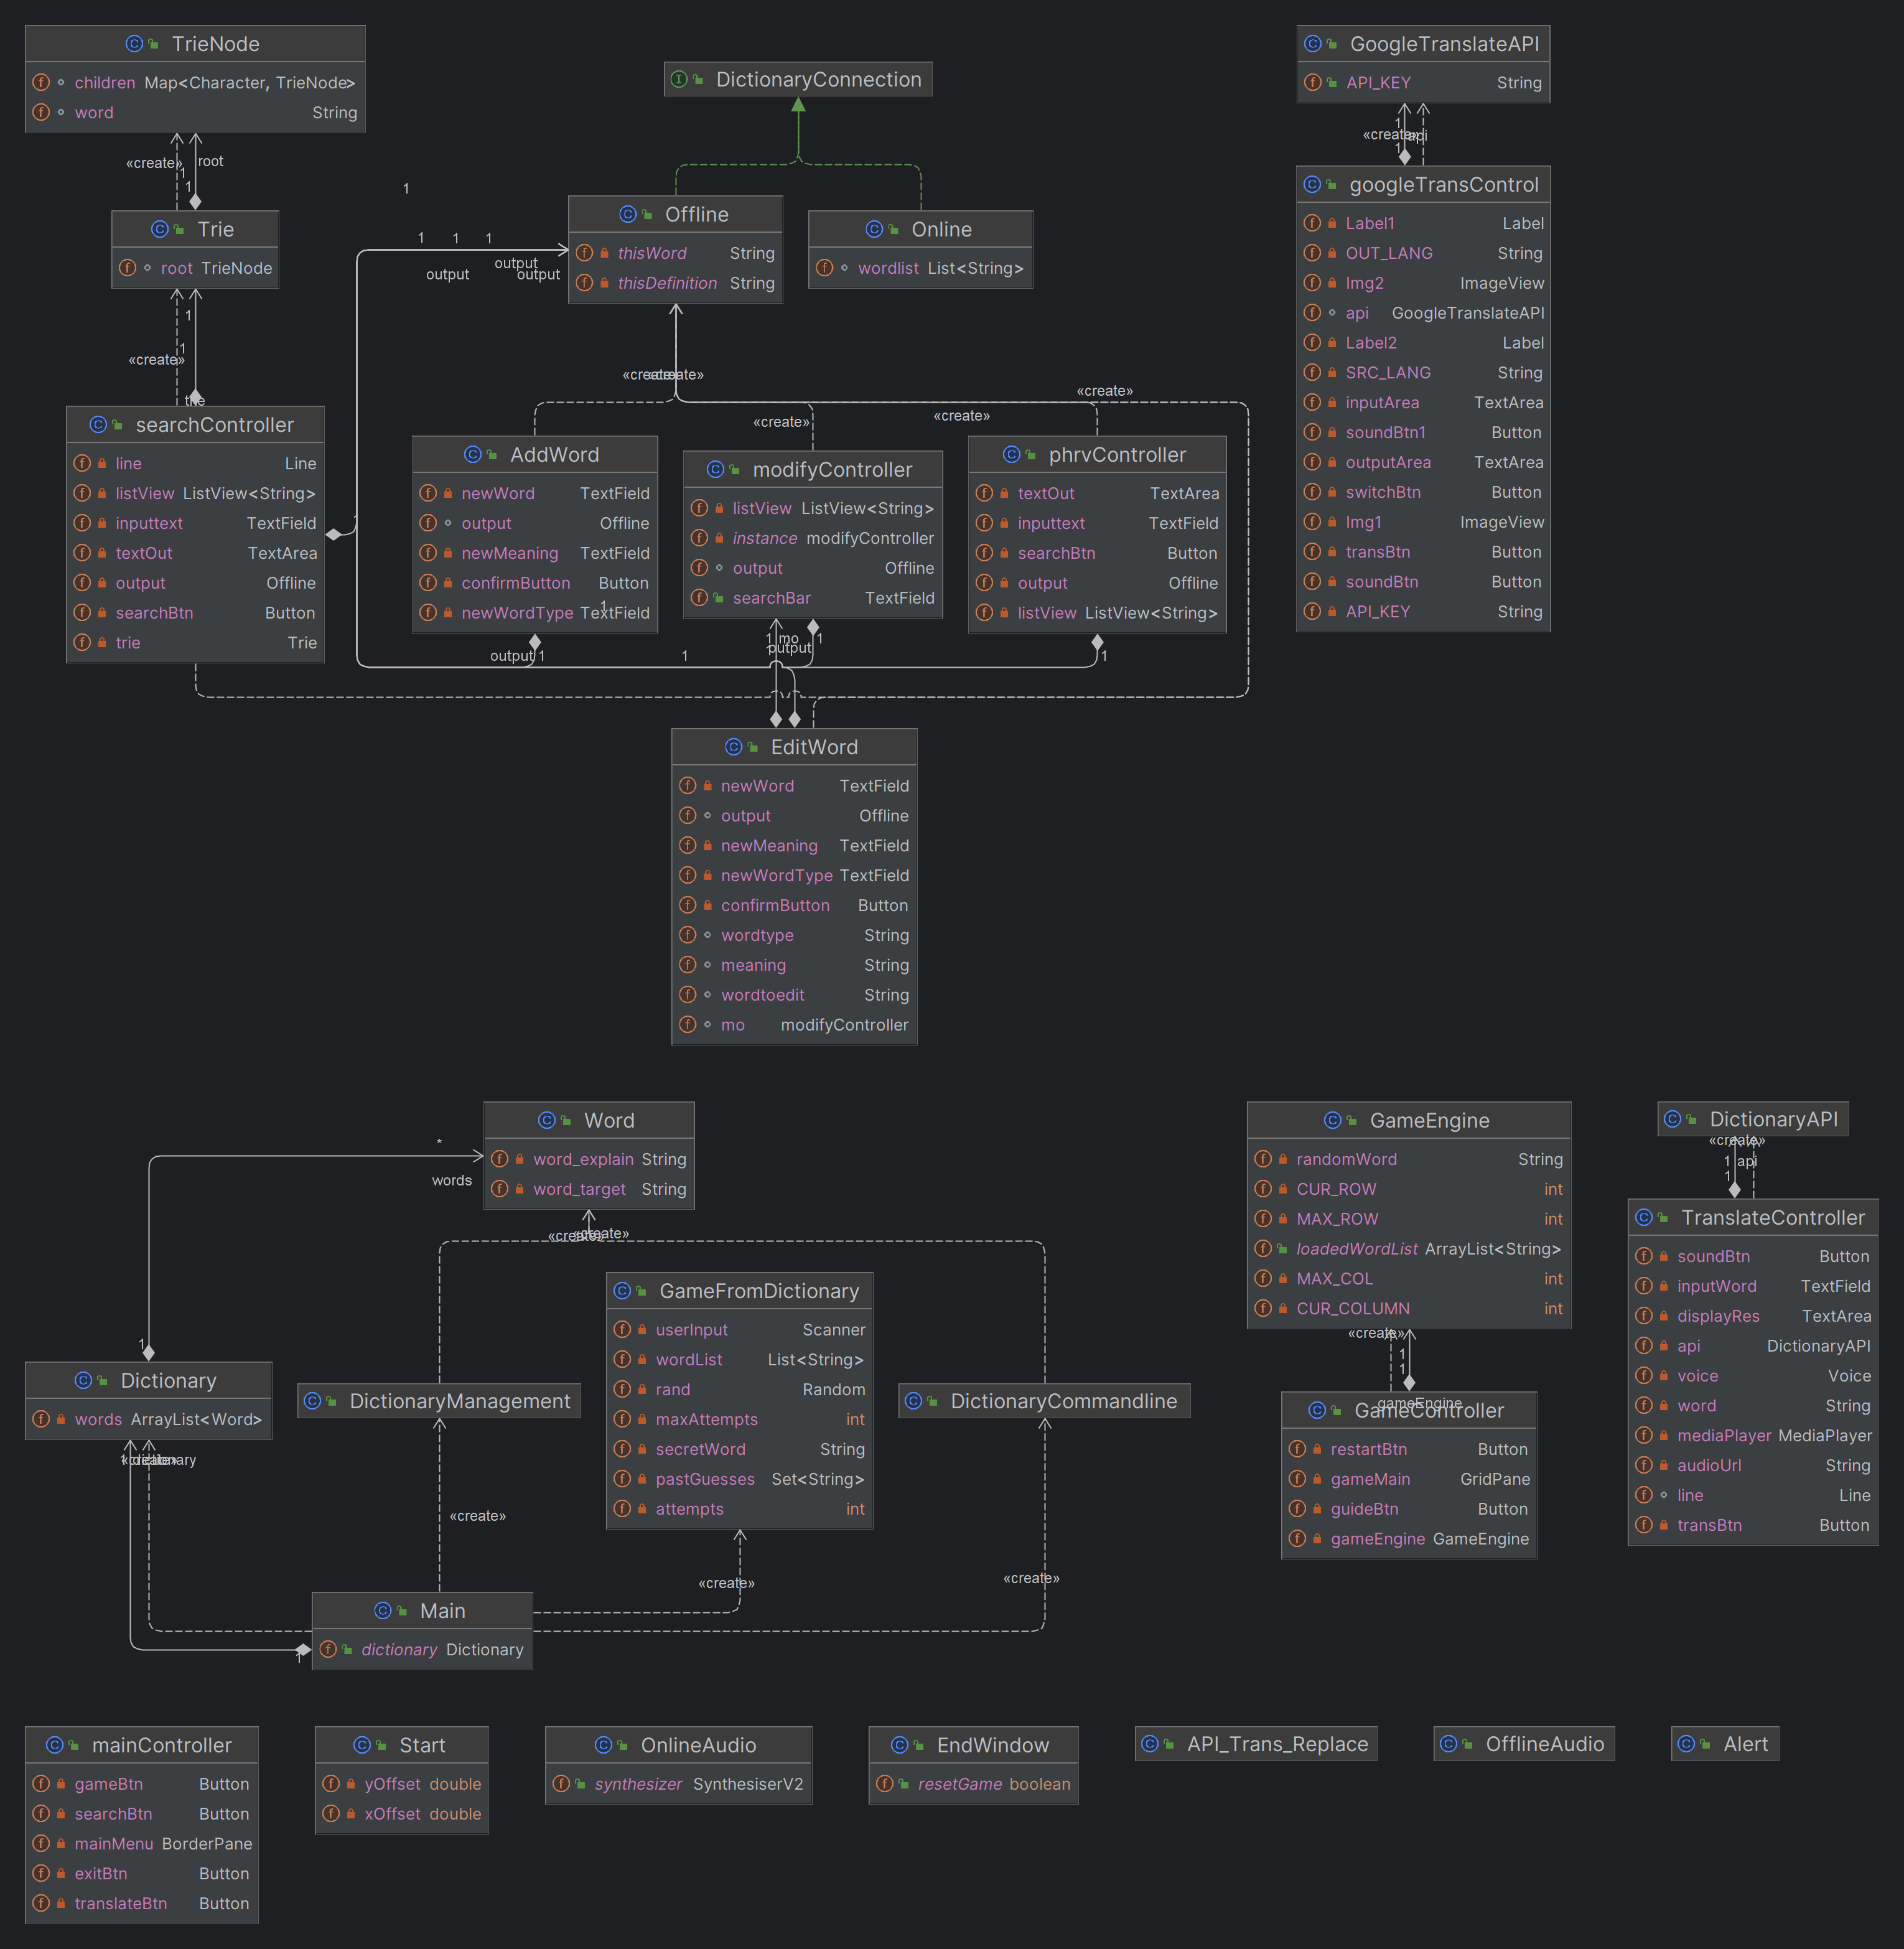 TrieNode
children Map<Character, TrieNode>
word String
«create»
root
1
1
Trie
root TrieNode
1
1
«create»
trie
searchController
line Line
listView ListView<String>
inputtext TextField
textOut TextArea
output Offline
searchBtn Button
trie Trie
DictionaryConnection
Offline
thisWord String
thisDefinition String
Online
wordlist List<String>
1
1
1
1
output
output
output
«create»
«create»
«create»
«create»
«create»
AddWord
newWord TextField
output Offline
newMeaning TextField
confirmButton Button
newWordType TextField
1
modifyController
listView ListView<String>
instance modifyController
output Offline
searchBar TextField
phrvController
textOut TextArea
inputtext TextField
searchBtn Button
output Offline
listView ListView<String>
output
1
1
1
mo
1
output
1
EditWord
newWord TextField
output Offline
newMeaning TextField
newWordType TextField
confirmButton Button
wordtype String
meaning String
wordtoedit String
mo modifyController
GoogleTranslateAPI
API_KEY String
1
«create»
api
1
googleTransControl
Label1 Label
OUT_LANG String
Img2 ImageView
api GoogleTranslateAPI
Label2 Label
SRC_LANG String
inputArea TextArea
soundBtn1 Button
outputArea TextArea
switchBtn Button
Img1 ImageView
transBtn Button
soundBtn Button
API_KEY String
Word
word_explain String
word_target String
*
words
1
«create»
«create»
Dictionary
words ArrayList<Word>
1
«create»
dictionary
DictionaryManagement
GameFromDictionary
userInput Scanner
wordList List<String>
rand Random
maxAttempts int
secretWord String
pastGuesses Set<String>
attempts int
DictionaryCommandline
«create»
«create»
«create»
Main
dictionary Dictionary
1
GameEngine
randomWord String
CUR_ROW int
MAX_ROW int
loadedWordList ArrayList<String>
MAX_COL int
CUR_COLUMN int
«create»
1
1
gameEngine
GameController
restartBtn Button
gameMain GridPane
guideBtn Button
gameEngine GameEngine
DictionaryAPI
«create»
1
api
1
TranslateController
soundBtn Button
inputWord TextField
displayRes TextArea
api DictionaryAPI
voice Voice
word String
mediaPlayer MediaPlayer
audioUrl String
line Line
transBtn Button
mainController
gameBtn Button
searchBtn Button
mainMenu BorderPane
exitBtn Button
translateBtn Button
Start
yOffset double
xOffset double
OnlineAudio
synthesizer SynthesiserV2
EndWindow
resetGame boolean
API_Trans_Replace
OfflineAudio
Alert